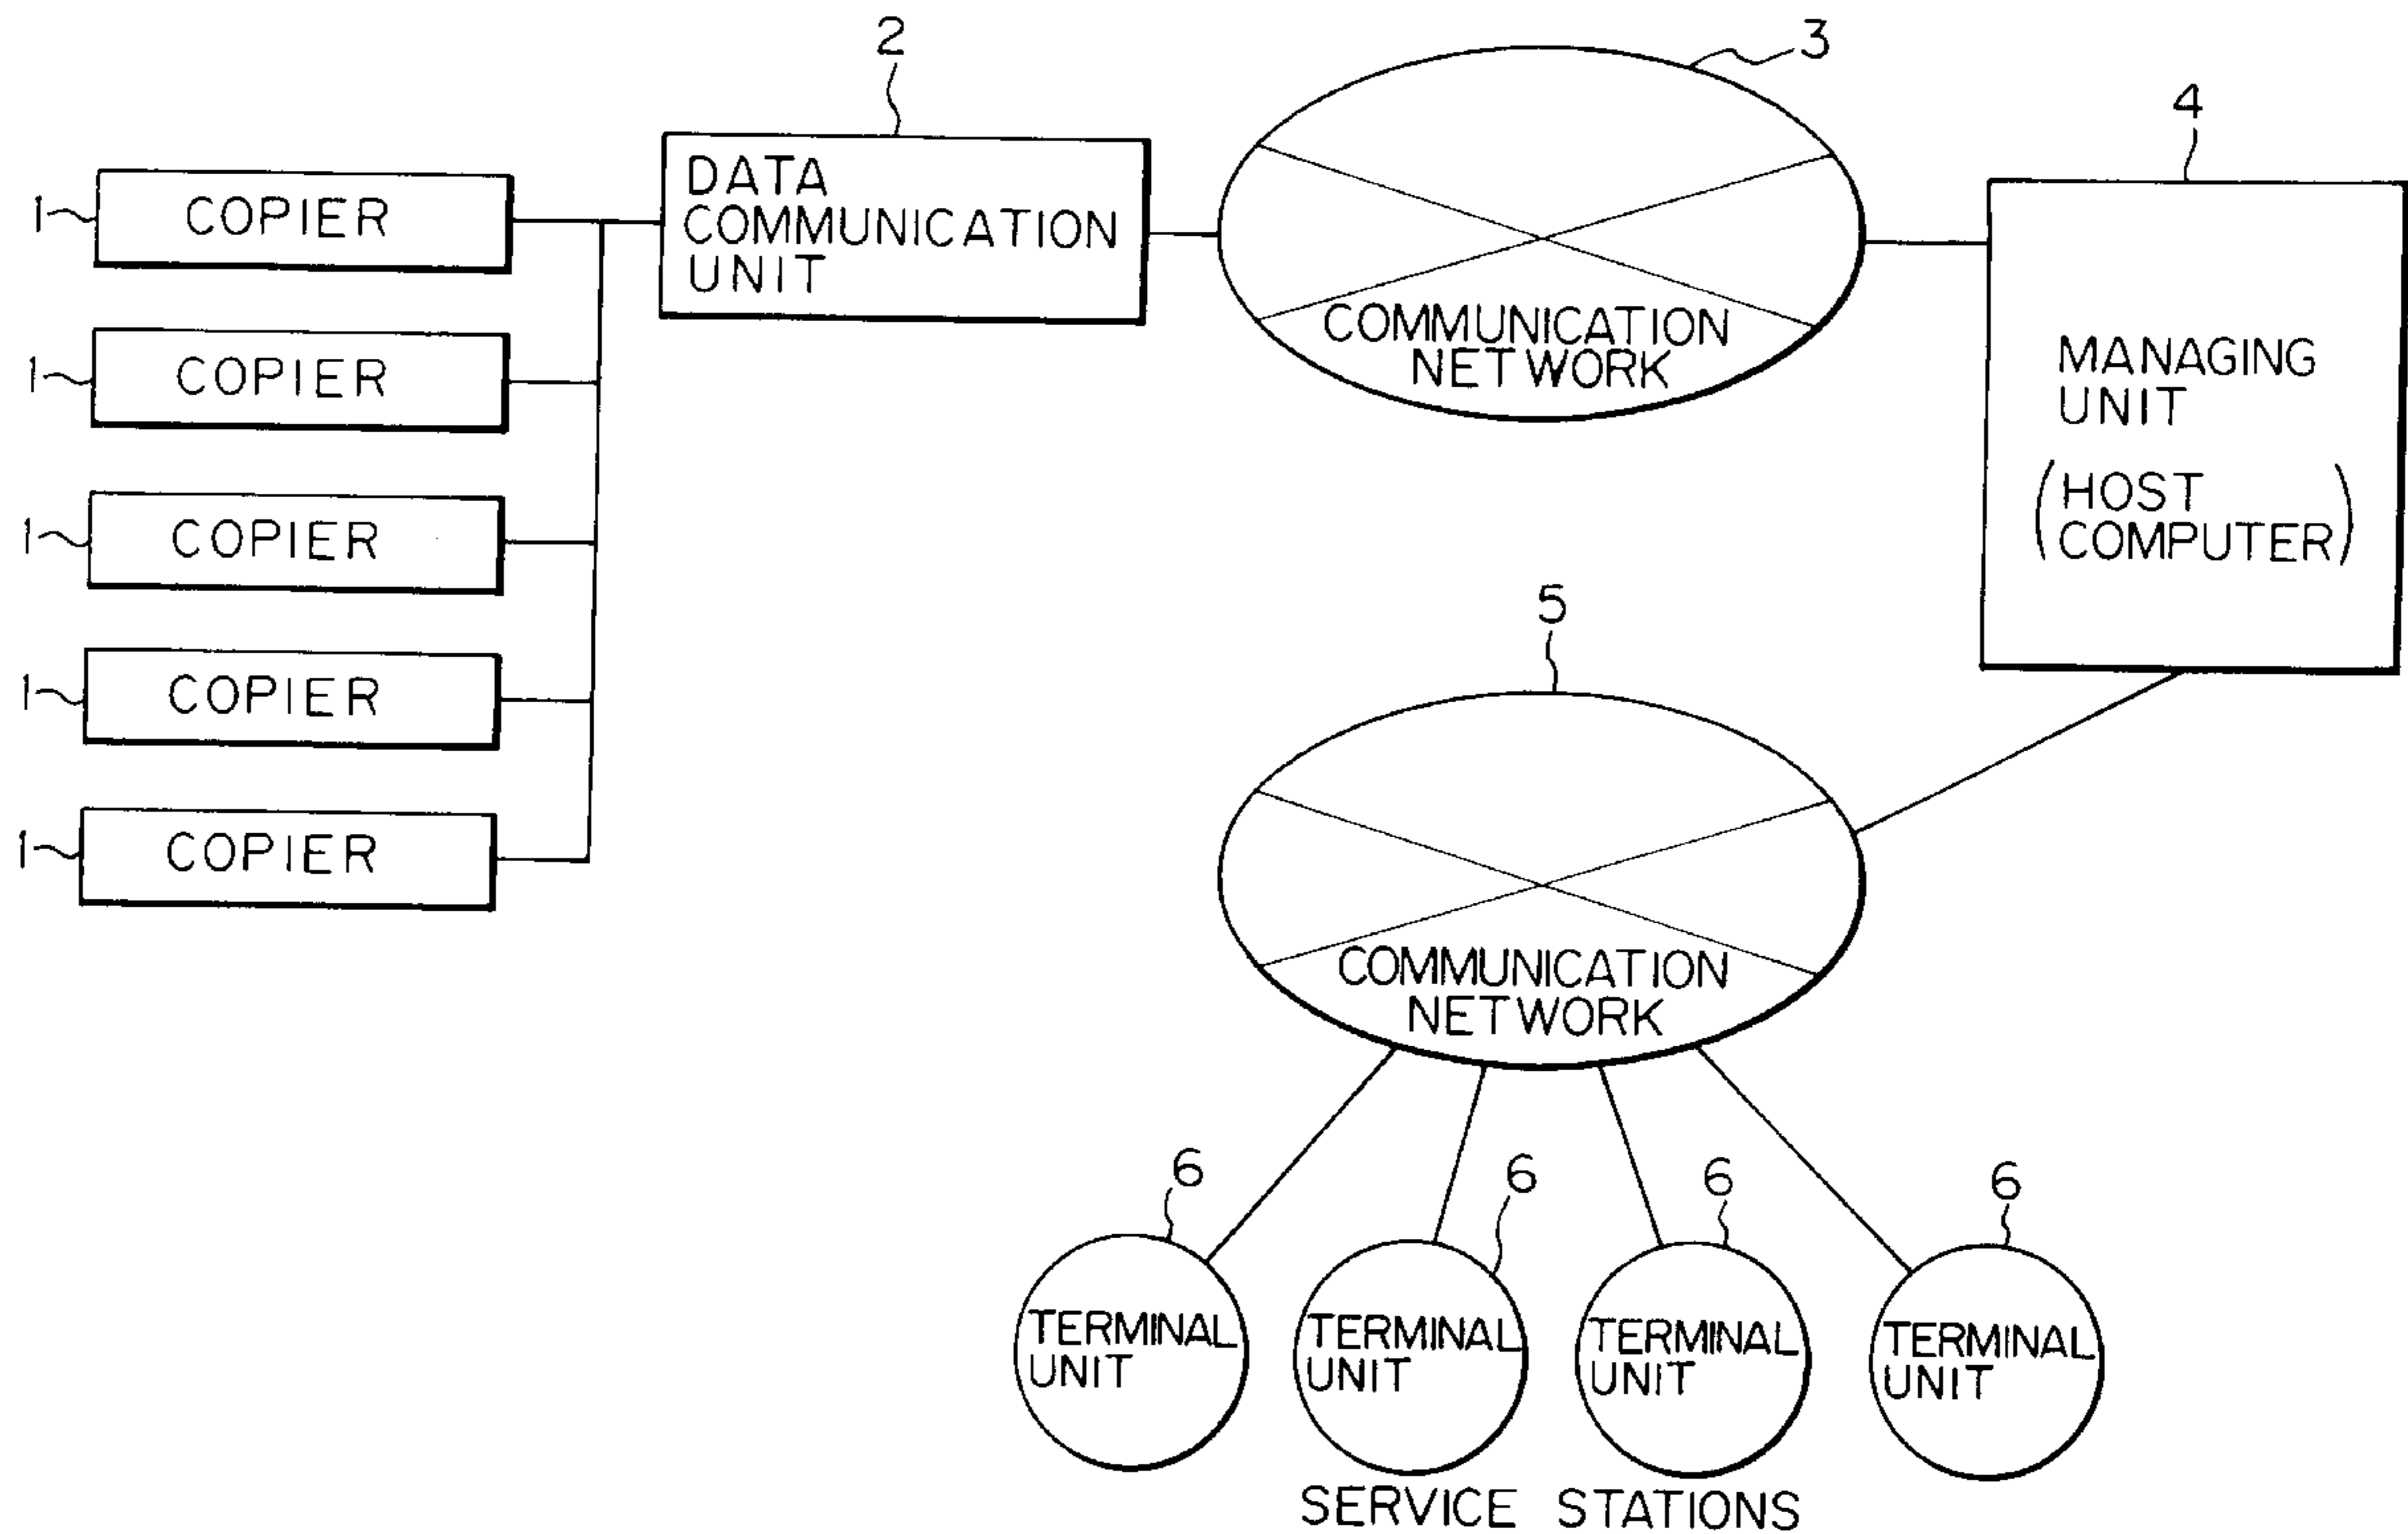 2
3
4
1 COPIER
DATA
COMMUNICATION
UNIT
1 COPIER
COMMUNICATION
NETWORK
MANAGING
UNIT
(HOST
COMPUTER)
1 COPIER
1 COPIER
1 COPIER
5
COMMUNICATION
NETWORK
6
6
6
6
TERMINAL
UNIT
TERMINAL
UNIT
TERMINAL
UNIT
TERMINAL
UNIT
SERVICE STATIONS